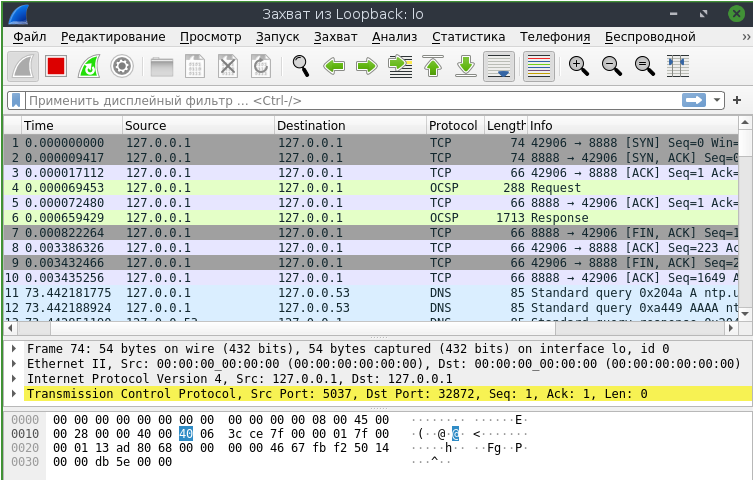 Захват из Loopback: lo
Файл Редактирование Просмотр Запуск Захват Анализ Статистика Телефония Беспроводной »
Применить дисплейный фильтр … <Ctrl-/> +
Time Source Destination Protocol Length Info
1 0.000000000 127.0.0.1 127.0.0.1 TCP 74 42906 → 8888 [SYN] Seq=0 Win=
2 0.000009417 127.0.0.1 127.0.0.1 TCP 74 8888 → 42906 [SYN, ACK] Seq=0
3 0.000017112 127.0.0.1 127.0.0.1 TCP 66 42906 → 8888 [ACK] Seq=1 Ack=
4 0.000069453 127.0.0.1 127.0.0.1 OCSP 288 Request
5 0.000072480 127.0.0.1 127.0.0.1 TCP 66 8888 → 42906 [ACK] Seq=1 Ack=
6 0.000659429 127.0.0.1 127.0.0.1 OCSP 1713 Response
7 0.000822264 127.0.0.1 127.0.0.1 TCP 66 8888 → 42906 [FIN, ACK] Seq=1
8 0.003386326 127.0.0.1 127.0.0.1 TCP 66 42906 → 8888 [ACK] Seq=223 Ac
9 0.003432466 127.0.0.1 127.0.0.1 TCP 66 42906 → 8888 [FIN, ACK] Seq=2
10 0.003435256 127.0.0.1 127.0.0.1 TCP 66 8888 → 42906 [ACK] Seq=1649 A
11 73.442181775 127.0.0.1 127.0.0.53 DNS 85 Standard query 0x204a A ntp.u
12 73.442188924 127.0.0.1 127.0.0.53 DNS 85 Standard query 0xa449 AAAA nt
Frame 74: 54 bytes on wire (432 bits), 54 bytes captured (432 bits) on interface lo, id 0
Ethernet II, Src: 00:00:00_00:00:00 (00:00:00:00:00:00), Dst: 00:00:00_00:00:00 (00:00:00:00:00:00)
Internet Protocol Version 4, Src: 127.0.0.1, Dst: 127.0.0.1
Transmission Control Protocol, Src Port: 5037, Dst Port: 32872, Seq: 1, Ack: 1, Len: 0
0000 00 00 00 00 00 00 00 00 00 00 00 00 08 00 45 00 ········ ······E·
0010 00 28 00 00 40 00 40 06 3c ce 7f 00 00 01 7f 00 ·(··@·@· <·······
0020 00 01 13 ad 80 68 00 00 00 00 46 67 fb f2 50 14 ·····h·· ··Fg··P·
0030 00 00 db 5e 00 00 ···^··